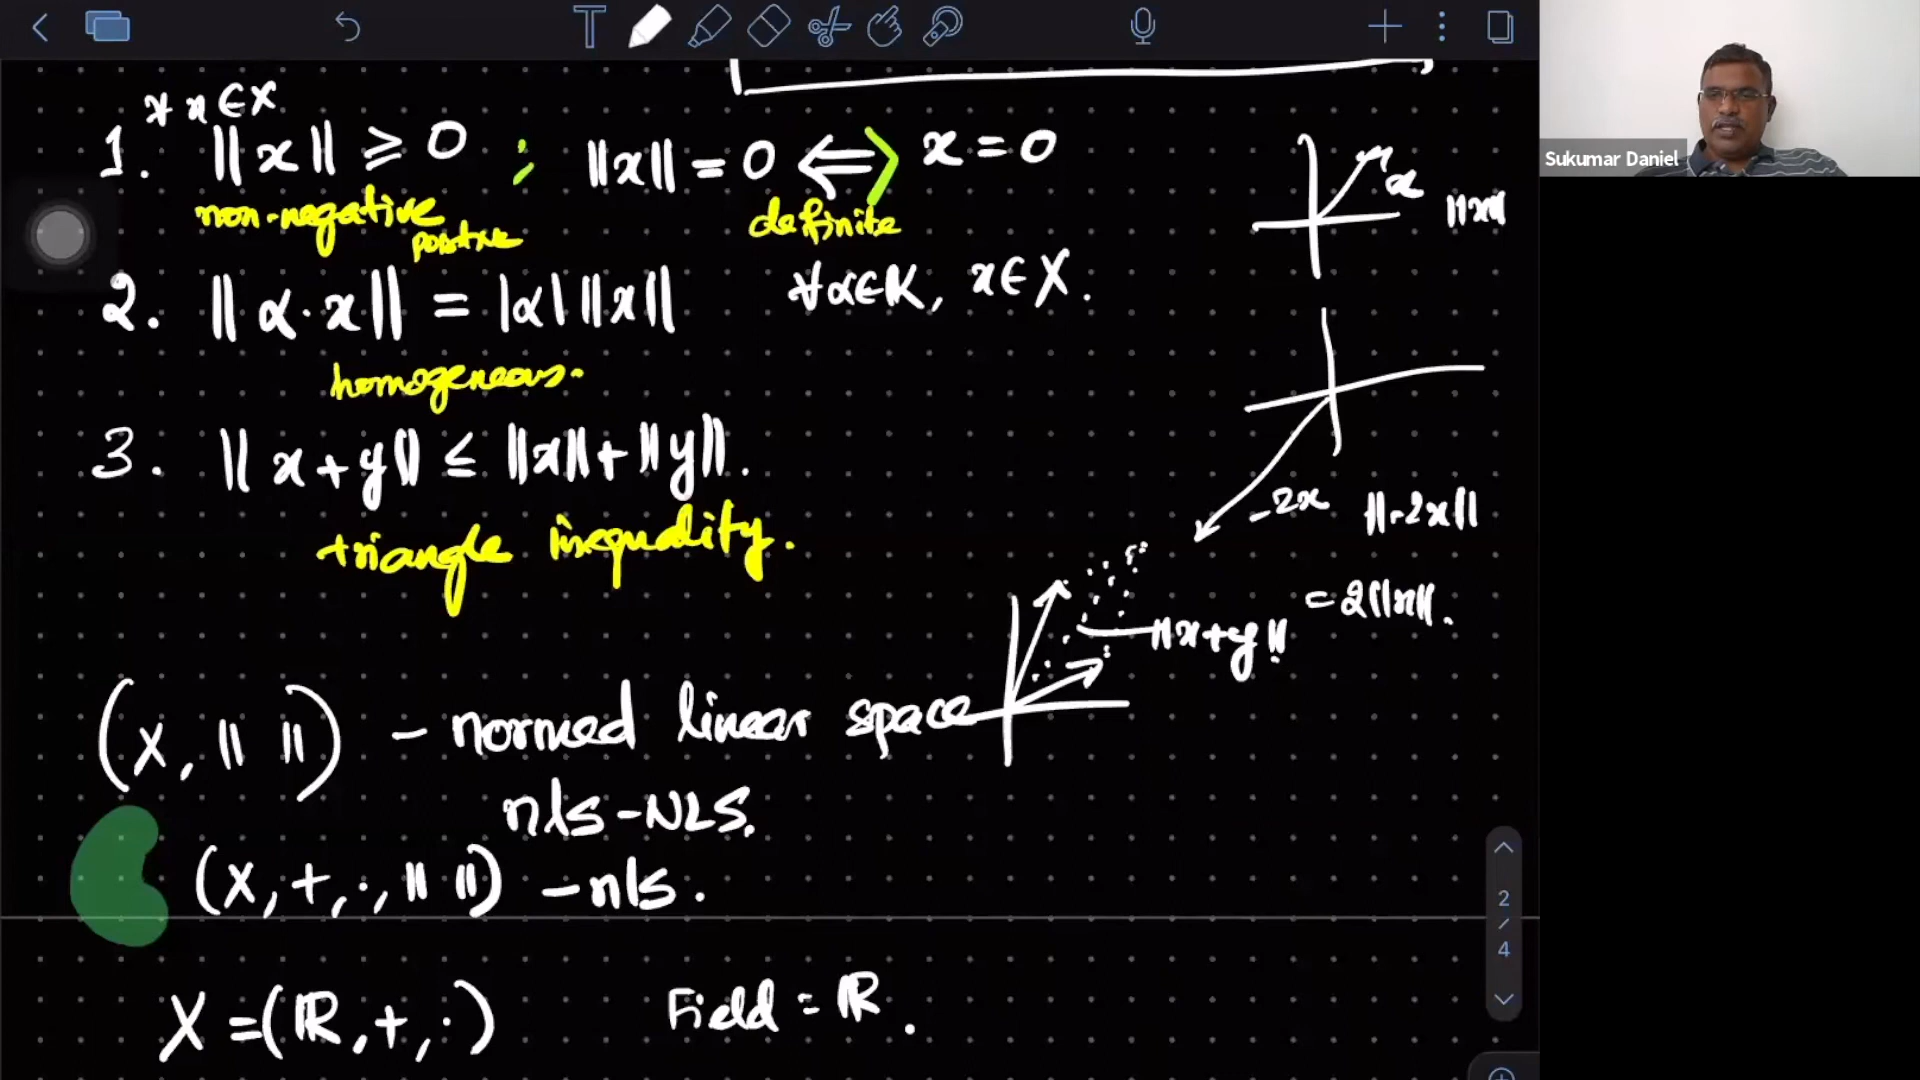 ∀ x ∈ X
1. ||x|| ⩾ 0 ; ||x|| = 0 ⟺ x = 0
non-negative
positive
definite
2. ||α·x|| = |α| ||x|| ∀ α ∈ K, x ∈ X.
homogeneous.
3. ||x+y|| ≤ ||x|| + ||y||.
triangle inequality.
x
||x||
-2x ||-2x||
= 2||x||.
||x+y||
(X, || ||) - normed linear space
nls - NLS.
(X, +, ·, || ||) - nls.
X = (ℝ, +, ·) Field = ℝ.
Sukumar Daniel
2
/
4